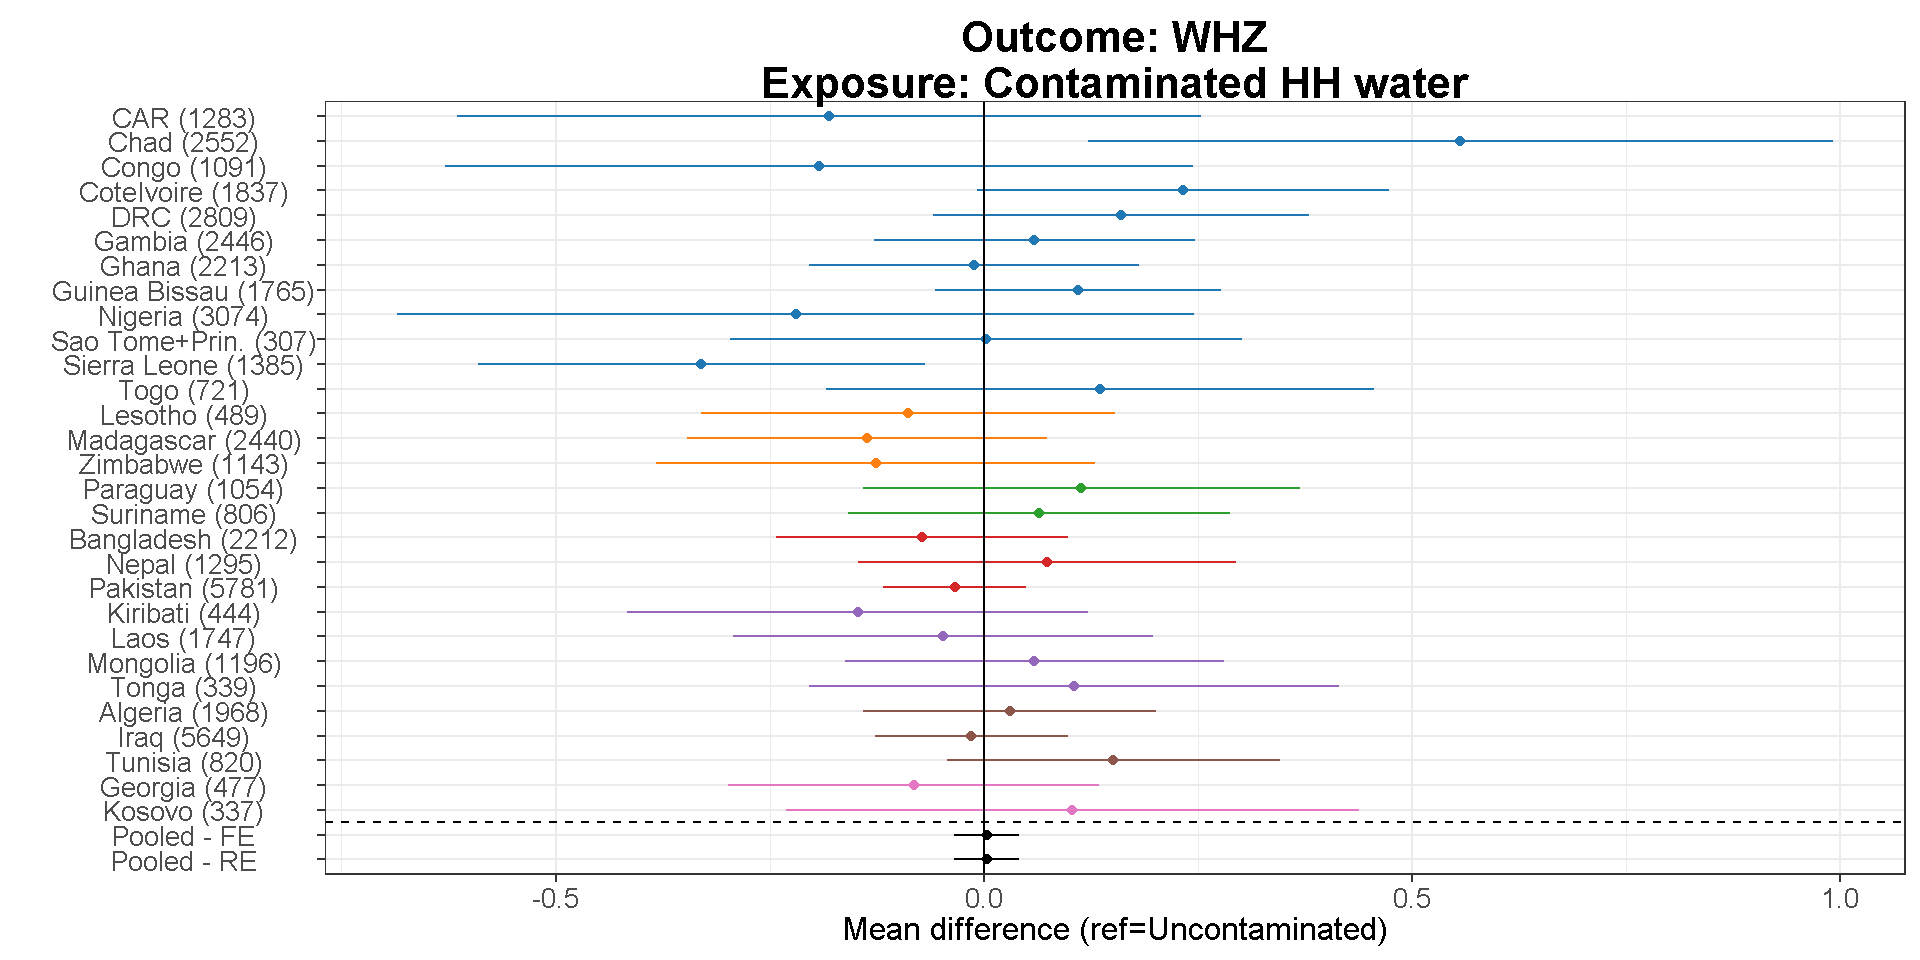 Outcome: WHZ
Exposure: Contaminated HH water
CAR (1283)
Chad (2552)
Congo (1091)
CoteIvoire (1837)
DRC (2809)
Gambia (2446)
Ghana (2213)
Guinea Bissau (1765)
Nigeria (3074)
Sao Tome+Prin. (307)
Sierra Leone (1385)
Togo (721)
Lesotho (489)
Madagascar (2440)
Zimbabwe (1143)
Paraguay (1054)
Suriname (806)
Bangladesh (2212)
Nepal (1295)
Pakistan (5781)
Kiribati (444)
Laos (1747)
Mongolia (1196)
Tonga (339)
Algeria (1968)
Iraq (5649)
Tunisia (820)
Georgia (477)
Kosovo (337)
Pooled - FE
Pooled - RE
-0.5 0.0 0.5 1.0
Mean difference (ref=Uncontaminated)